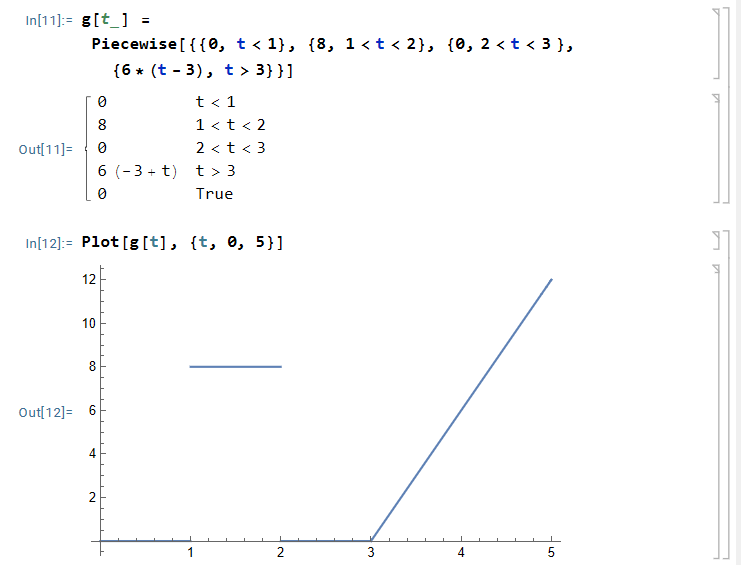 In[11]:= g[t_] =
Piecewise[{{0, t < 1}, {8, 1 < t < 2}, {0, 2 < t < 3 },
{6 * (t - 3), t > 3}}]
0 t < 1
8 1 < t < 2
Out[11]= 0 2 < t < 3
6 (-3 + t) t > 3
0 True
In[12]:= Plot[g[t], {t, 0, 5}]
12
10
8
Out[12]= 6
4
2
1 2 3 4 5